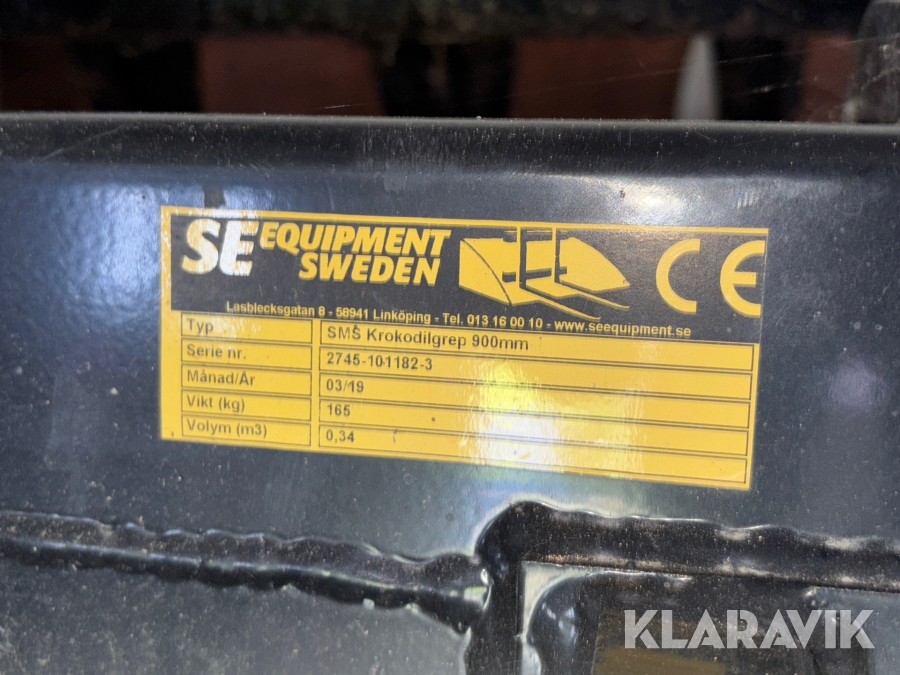 SE EQUIPMENT
SWEDEN
CE
Lasblecksgatan 8 - 58941 Linköping - Tel. 013 16 00 10 - www.seequipment.se
Typ SMS Krokodilgrep 900mm
Serie nr. 2745-101182-3
Månad/År 03/19
Vikt (kg) 165
Volym (m3) 0,34
KLARAVIK